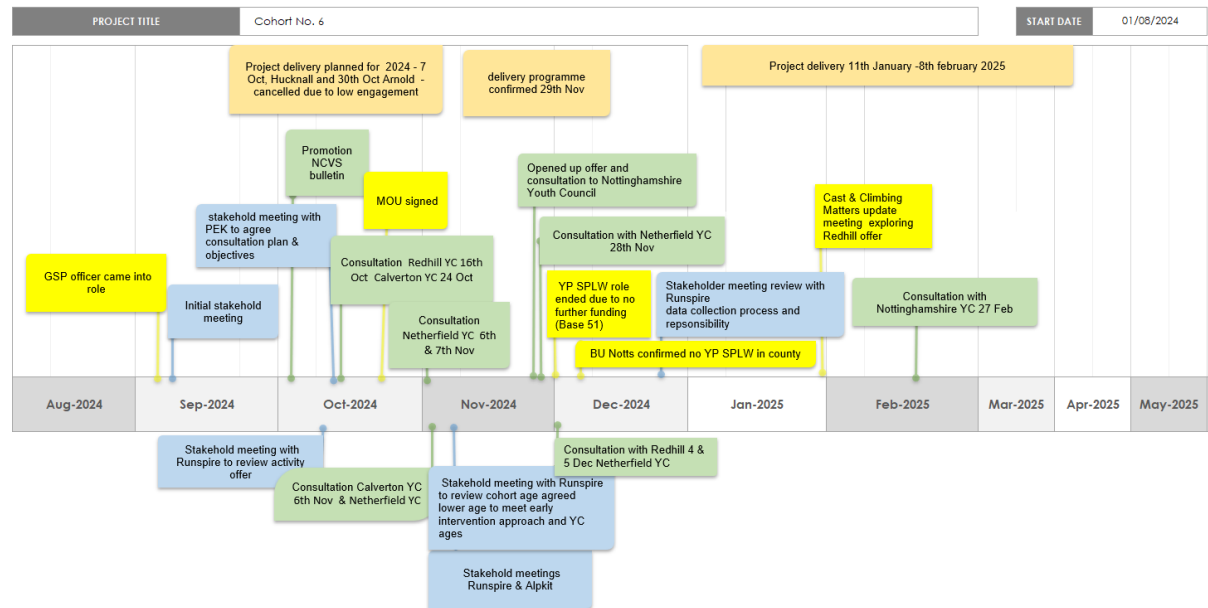 PROJECT TITLE
Cohort No. 6
START DATE
01/08/2024
Project delivery planned for 2024 - 7
Oct, Hucknall and 30th Oct Arnold -
cancelled due to low engagement
delivery programme
confirmed 29th Nov
Project delivery 11th January -8th february 2025
Promotion
NCVS
bulletin
MOU signed
Opened up offer and
consultation to Nottinghamshire
Youth Council
Cast & Climbing
Matters update
meeting exploring
Redhill offer
stakehold meeting with
PEK to agree
consultation plan &
objectives
Consultation with Netherfield YC
28th Nov
GSP officer came into
role
Initial stakehold
meeting
Consultation Redhill YC 16th
Oct Calverton YC 24 Oct
Consultation
Netherfield YC 6th
& 7th Nov
YP SPLW role
ended due to no
further funding
(Base 51)
Stakeholder meeting review with
Runspire
data collection process and
repsonsibility
Consultation with
Nottinghamshire YC 27 Feb
BU Notts confirmed no YP SPLW in county
Aug-2024
Sep-2024
Oct-2024
Nov-2024
Dec-2024
Jan-2025
Feb-2025
Mar-2025
Apr-2025
May-2025
Stakehold meeting with
Runspire to review activity
offer
Consultation Calverton YC
6th Nov & Netherfield YC
Stakehold meeting with Runspire
to review cohort age agreed
lower age to meet early
intervention approach and YC
ages
Consultation with Redhill 4 &
5 Dec Netherfield YC
Stakehold meetings
Runspire & Alpkit